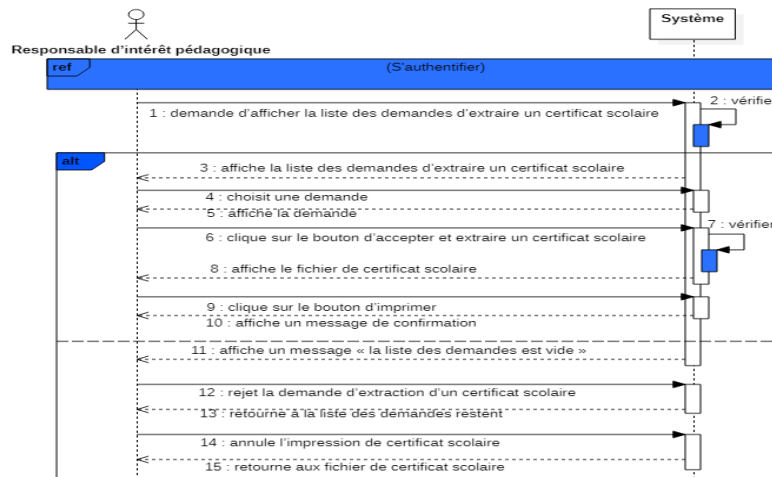 Système
Responsable d'intérêt pédagogique
ref
(S'authentifier)
2 : vérifier
1 : demande d'afficher la liste des demandes d'extraire un certificat scolaire
alt
3 : affiche la liste des demandes d'extraire un certificat scolaire
4 : choisit une demande
5 : affiche la demande
7 : vérifier
6 : clique sur le bouton d'accepter et extraire un certificat scolaire
8 : affiche le fichier de certificat scolaire
9 : clique sur le bouton d'imprimer
10 : affiche un message de confirmation
11 : affiche un message « la liste des demandes est vide »
12 : rejet la demande d'extraction d'un certificat scolaire
13 : retourne à la liste des demandes restent
14 : annule l'impression de certificat scolaire
15 : retourne aux fichier de certificat scolaire